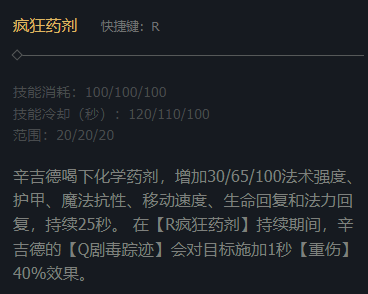 疯狂药剂 快捷键：R
技能消耗：100/100/100
技能冷却（秒）：120/110/100
范围：20/20/20
辛吉德喝下化学药剂，增加30/65/100法术强度、
护甲、魔法抗性、移动速度、生命回复和法力回
复，持续25秒。 在【R疯狂药剂】持续期间，辛
吉德的【Q剧毒踪迹】会对目标施加1秒【重伤】
40%效果。